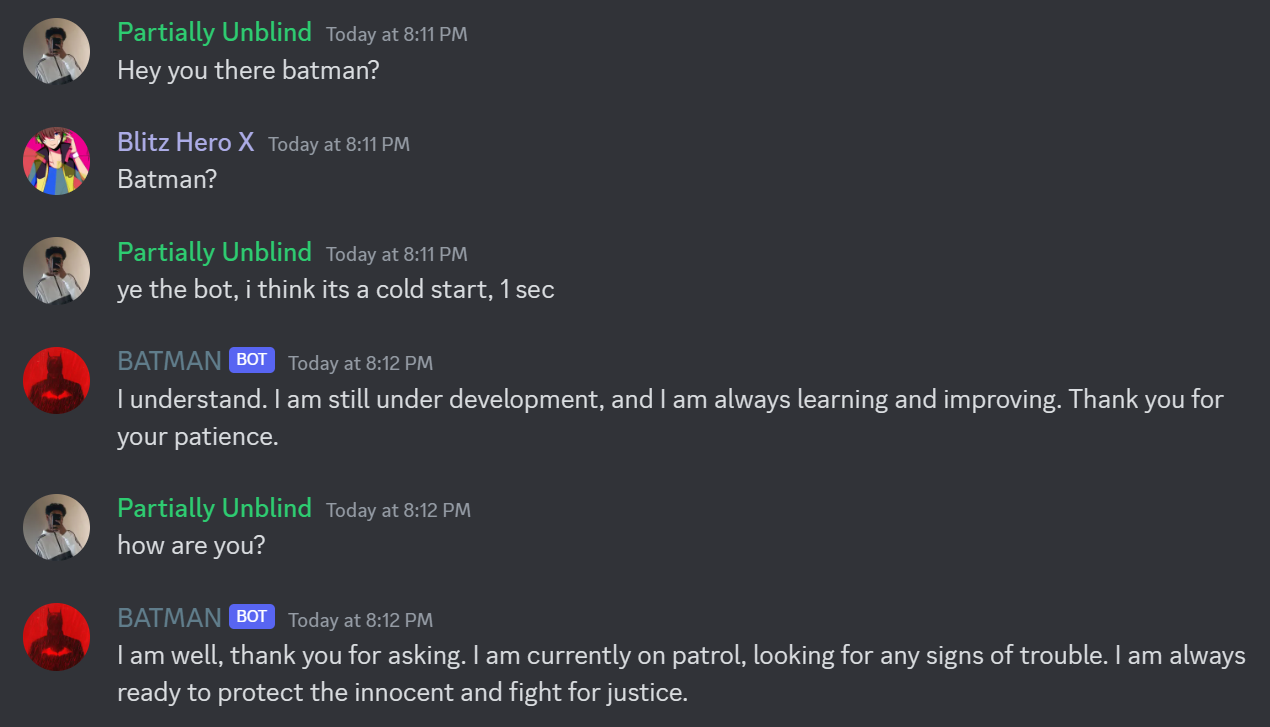 Partially Unblind Today at 8:11 PM
Hey you there batman?
Blitz Hero X Today at 8:11 PM
Batman?
Partially Unblind Today at 8:11 PM
ye the bot, i think its a cold start, 1 sec
BATMAN BOT Today at 8:12 PM
I understand. I am still under development, and I am always learning and improving. Thank you for
your patience.
Partially Unblind Today at 8:12 PM
how are you?
BATMAN BOT Today at 8:12 PM
I am well, thank you for asking. I am currently on patrol, looking for any signs of trouble. I am always
ready to protect the innocent and fight for justice.